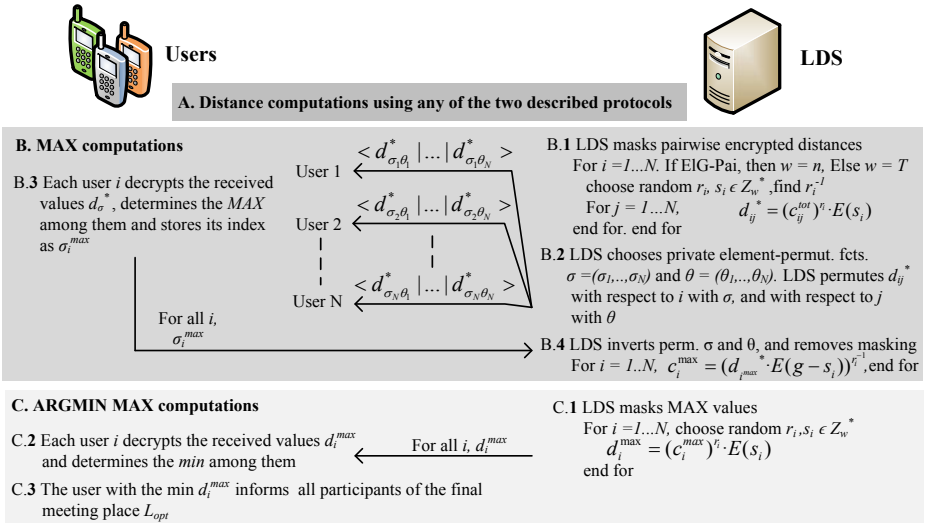 Users
LDS
A. Distance computations using any of the two described protocols
B. MAX computations
B.3 Each user i decrypts the received
values d_σ^*, determines the MAX
among them and stores its index
as σ_i^max
For all i,
σ_i^max
User 1
< d^*_{σ_1θ_1} |...| d^*_{σ_1θ_N} >
User 2
< d^*_{σ_2θ_1} |...| d^*_{σ_2θ_N} >
User N
< d^*_{σ_Nθ_1} |...| d^*_{σ_Nθ_N} >
B.1 LDS masks pairwise encrypted distances
For i =1...N. If ElG-Pai, then w = n, Else w = T
choose random r_i, s_i ϵ Z_w^*, find r_i^-1
For j = 1...N, d_ij^* = (c_ij^tot)^{r_i}·E(s_i)
end for. end for
B.2 LDS chooses private element-permut. fcts.
σ =(σ_1,..,σ_N) and θ = (θ_1,..,θ_N). LDS permutes d_ij^*
with respect to i with σ, and with respect to j
with θ
B.4 LDS inverts perm. σ and θ, and removes masking
For i = 1..N, c_i^max = (d_{i^max}^*·E(g − s_i))^{r_i^-1}, end for
C. ARGMIN MAX computations
C.2 Each user i decrypts the received values d_i^max
and determines the min among them
C.3 The user with the min d_i^max informs all participants of the final
meeting place L_opt
For all i, d_i^max
C.1 LDS masks MAX values
For i =1...N, choose random r_i ,s_i ϵ Z_w^*
d_i^max = (c_i^max)^{r_i}·E(s_i)
end for